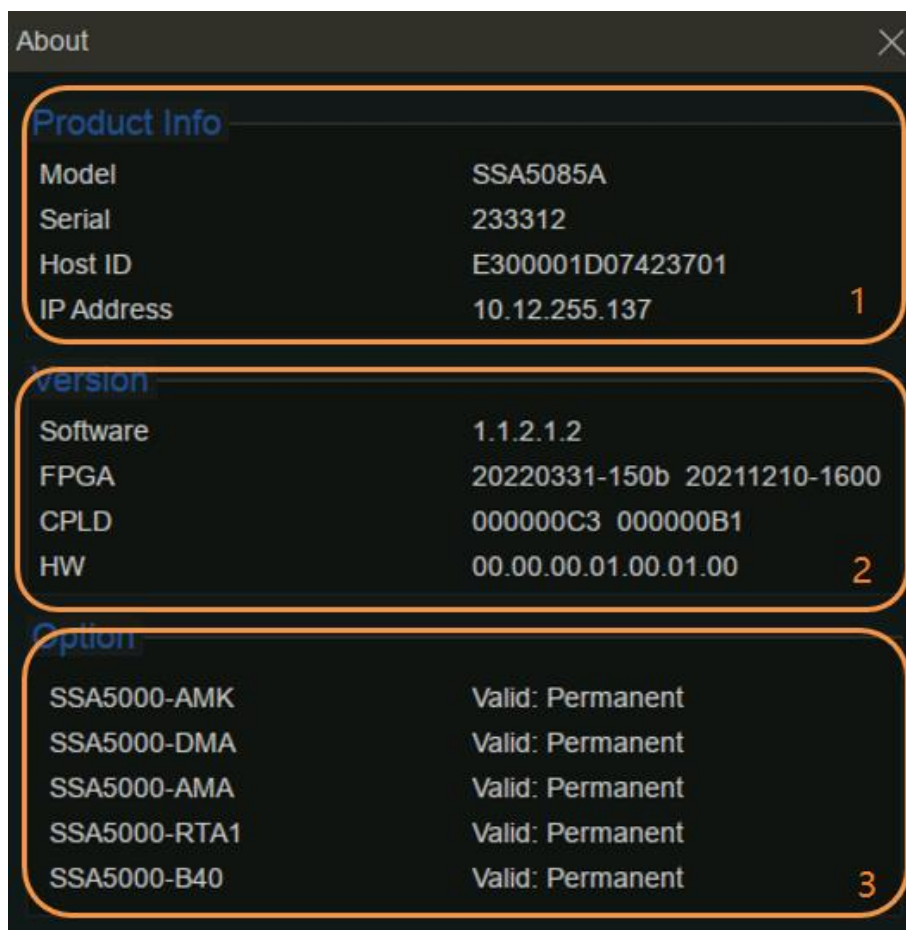 About
Product Info
Model SSA5085A
Serial 233312
Host ID E300001D07423701
IP Address 10.12.255.137
1
Version
Software 1.1.2.1.2
FPGA 20220331-150b 20211210-1600
CPLD 000000C3 000000B1
HW 00.00.00.01.00.01.00
2
Option
SSA5000-AMK Valid: Permanent
SSA5000-DMA Valid: Permanent
SSA5000-AMA Valid: Permanent
SSA5000-RTA1 Valid: Permanent
SSA5000-B40 Valid: Permanent
3